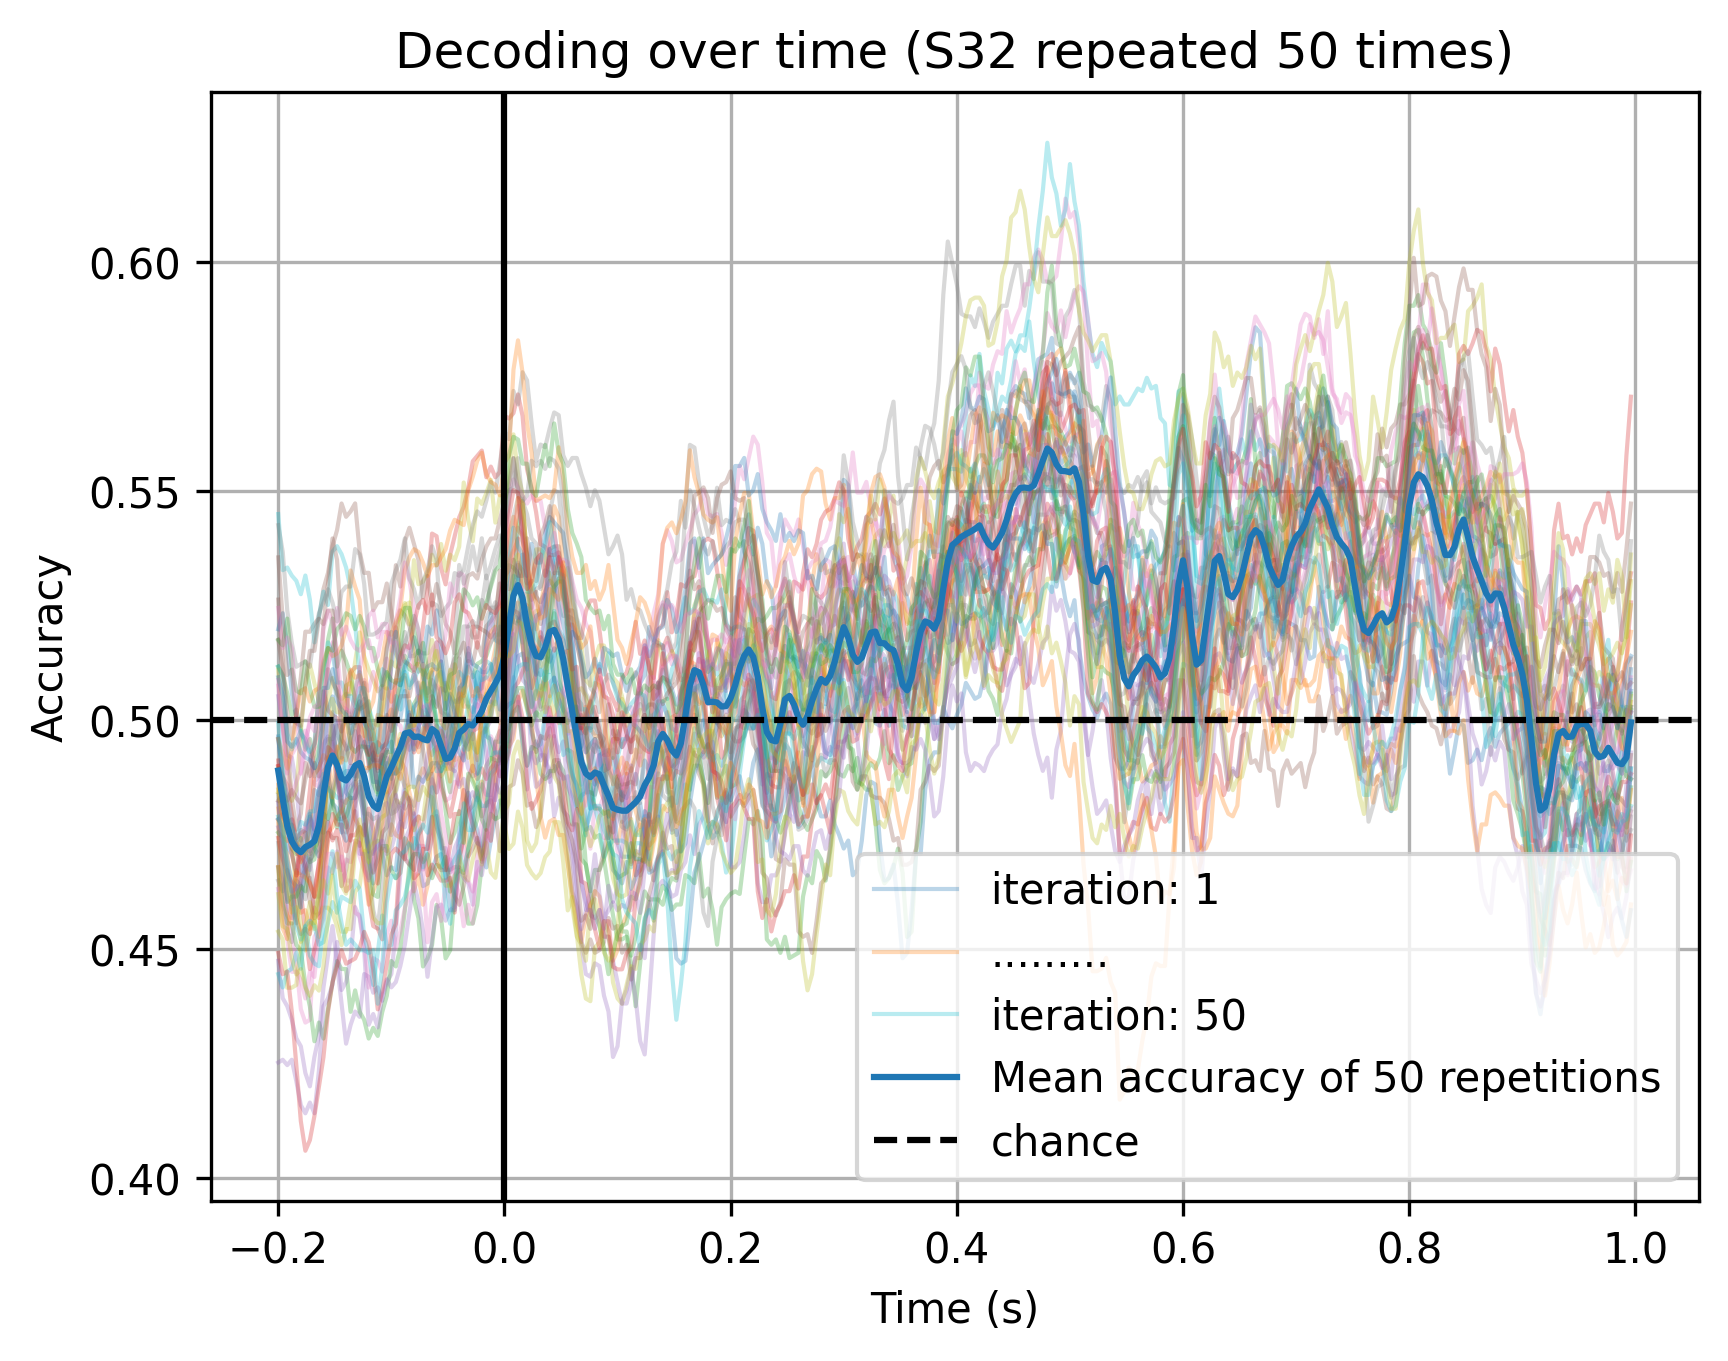 Decoding over time (S32 repeated 50 times)
Accuracy
0.60
0.55
0.50
0.45
0.40
iteration: 1
.........
iteration: 50
Mean accuracy of 50 repetitions
chance
−0.2 0.0 0.2 0.4 0.6 0.8 1.0
Time (s)